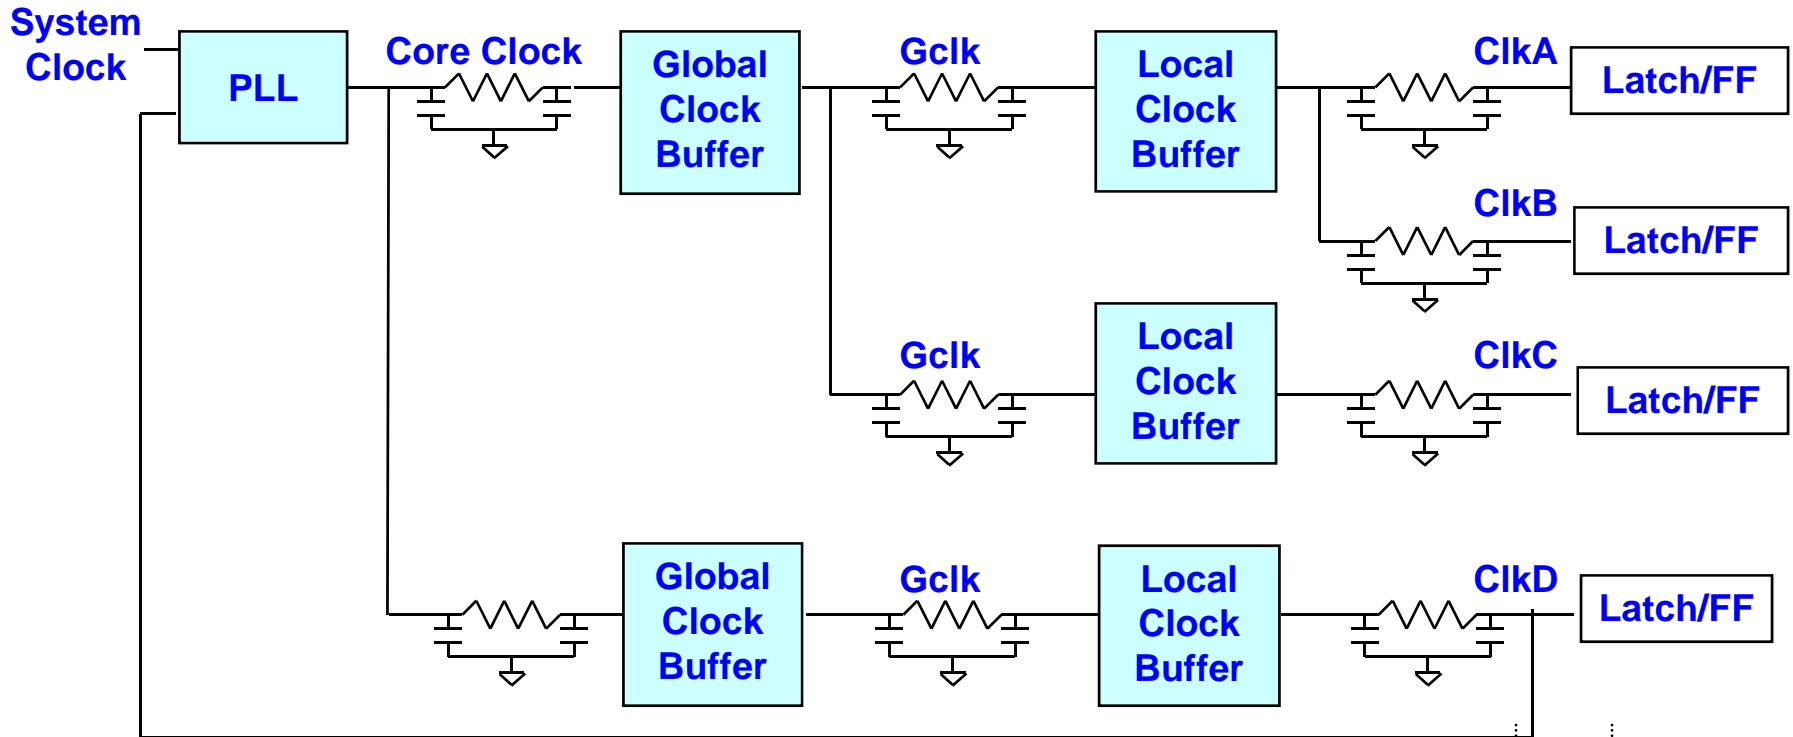 System
Clock
PLL
Core Clock
Global
Clock
Buffer
Gclk
Local
Clock
Buffer
ClkA
Latch/FF
ClkB
Latch/FF
Gclk
Local
Clock
Buffer
ClkC
Latch/FF
Global
Clock
Buffer
Gclk
Local
Clock
Buffer
ClkD
Latch/FF